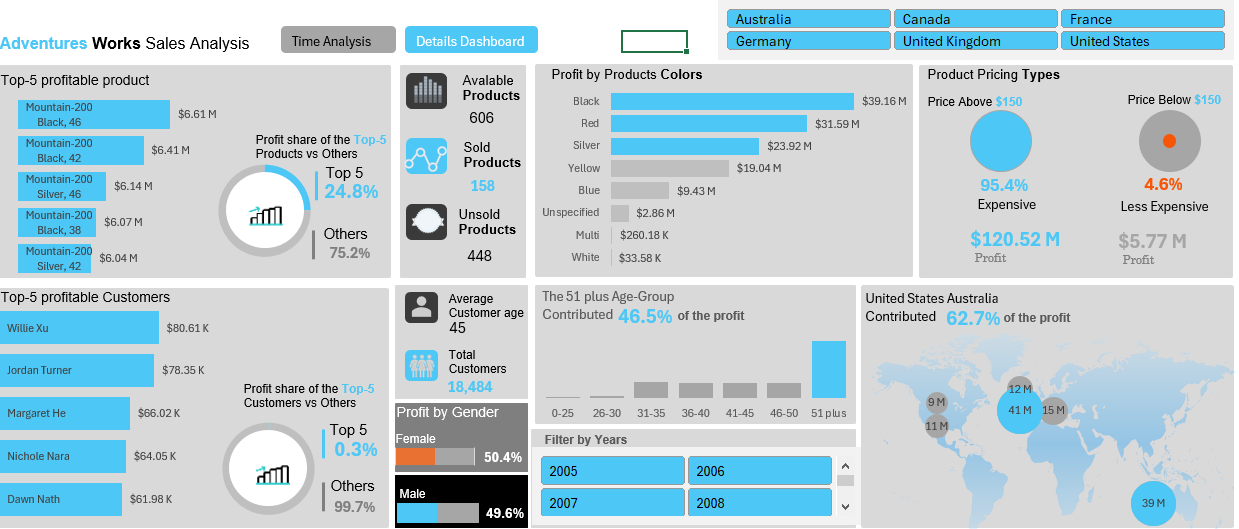 Adventures Works Sales Analysis
Time Analysis
Details Dashboard
Australia
Canada
France
Germany
United Kingdom
United States
Top-5 profitable product
Mountain-200
Black, 46
$6.61 M
Mountain-200
Black, 42
$6.41 M
Mountain-200
Silver, 46
$6.14 M
Mountain-200
Black, 38
$6.07 M
Mountain-200
Silver, 42
$6.04 M
Profit share of the Top-5
Products vs Others
Top 5
24.8%
Others
75.2%
Avalable
Products
606
Sold
Products
158
Unsold
Products
448
Profit by Products Colors
Black
$39.16 M
Red
$31.59 M
Silver
$23.92 M
Yellow
$19.04 M
Blue
$9.43 M
Unspecified
$2.86 M
Multi
$260.18 K
White
$33.58 K
Product Pricing Types
Price Above $150
95.4%
Expensive
$120.52 M
Profit
Price Below $150
4.6%
Less Expensive
$5.77 M
Profit
Top-5 profitable Customers
Willie Xu
$80.61 K
Jordan Turner
$78.35 K
Margaret He
$66.02 K
Nichole Nara
$64.05 K
Dawn Nath
$61.98 K
Profit share of the Top-5
Customers vs Others
Top 5
0.3%
Others
99.7%
Average
Customer age
45
Total
Customers
18,484
Profit by Gender
Female
50.4%
Male
49.6%
The 51 plus Age-Group
Contributed 46.5% of the profit
0-25
26-30
31-35
36-40
41-45
46-50
51 plus
Filter by Years
2005
2006
2007
2008
United States Australia
Contributed 62.7% of the profit
12 M
9 M
41 M
15 M
11 M
39 M